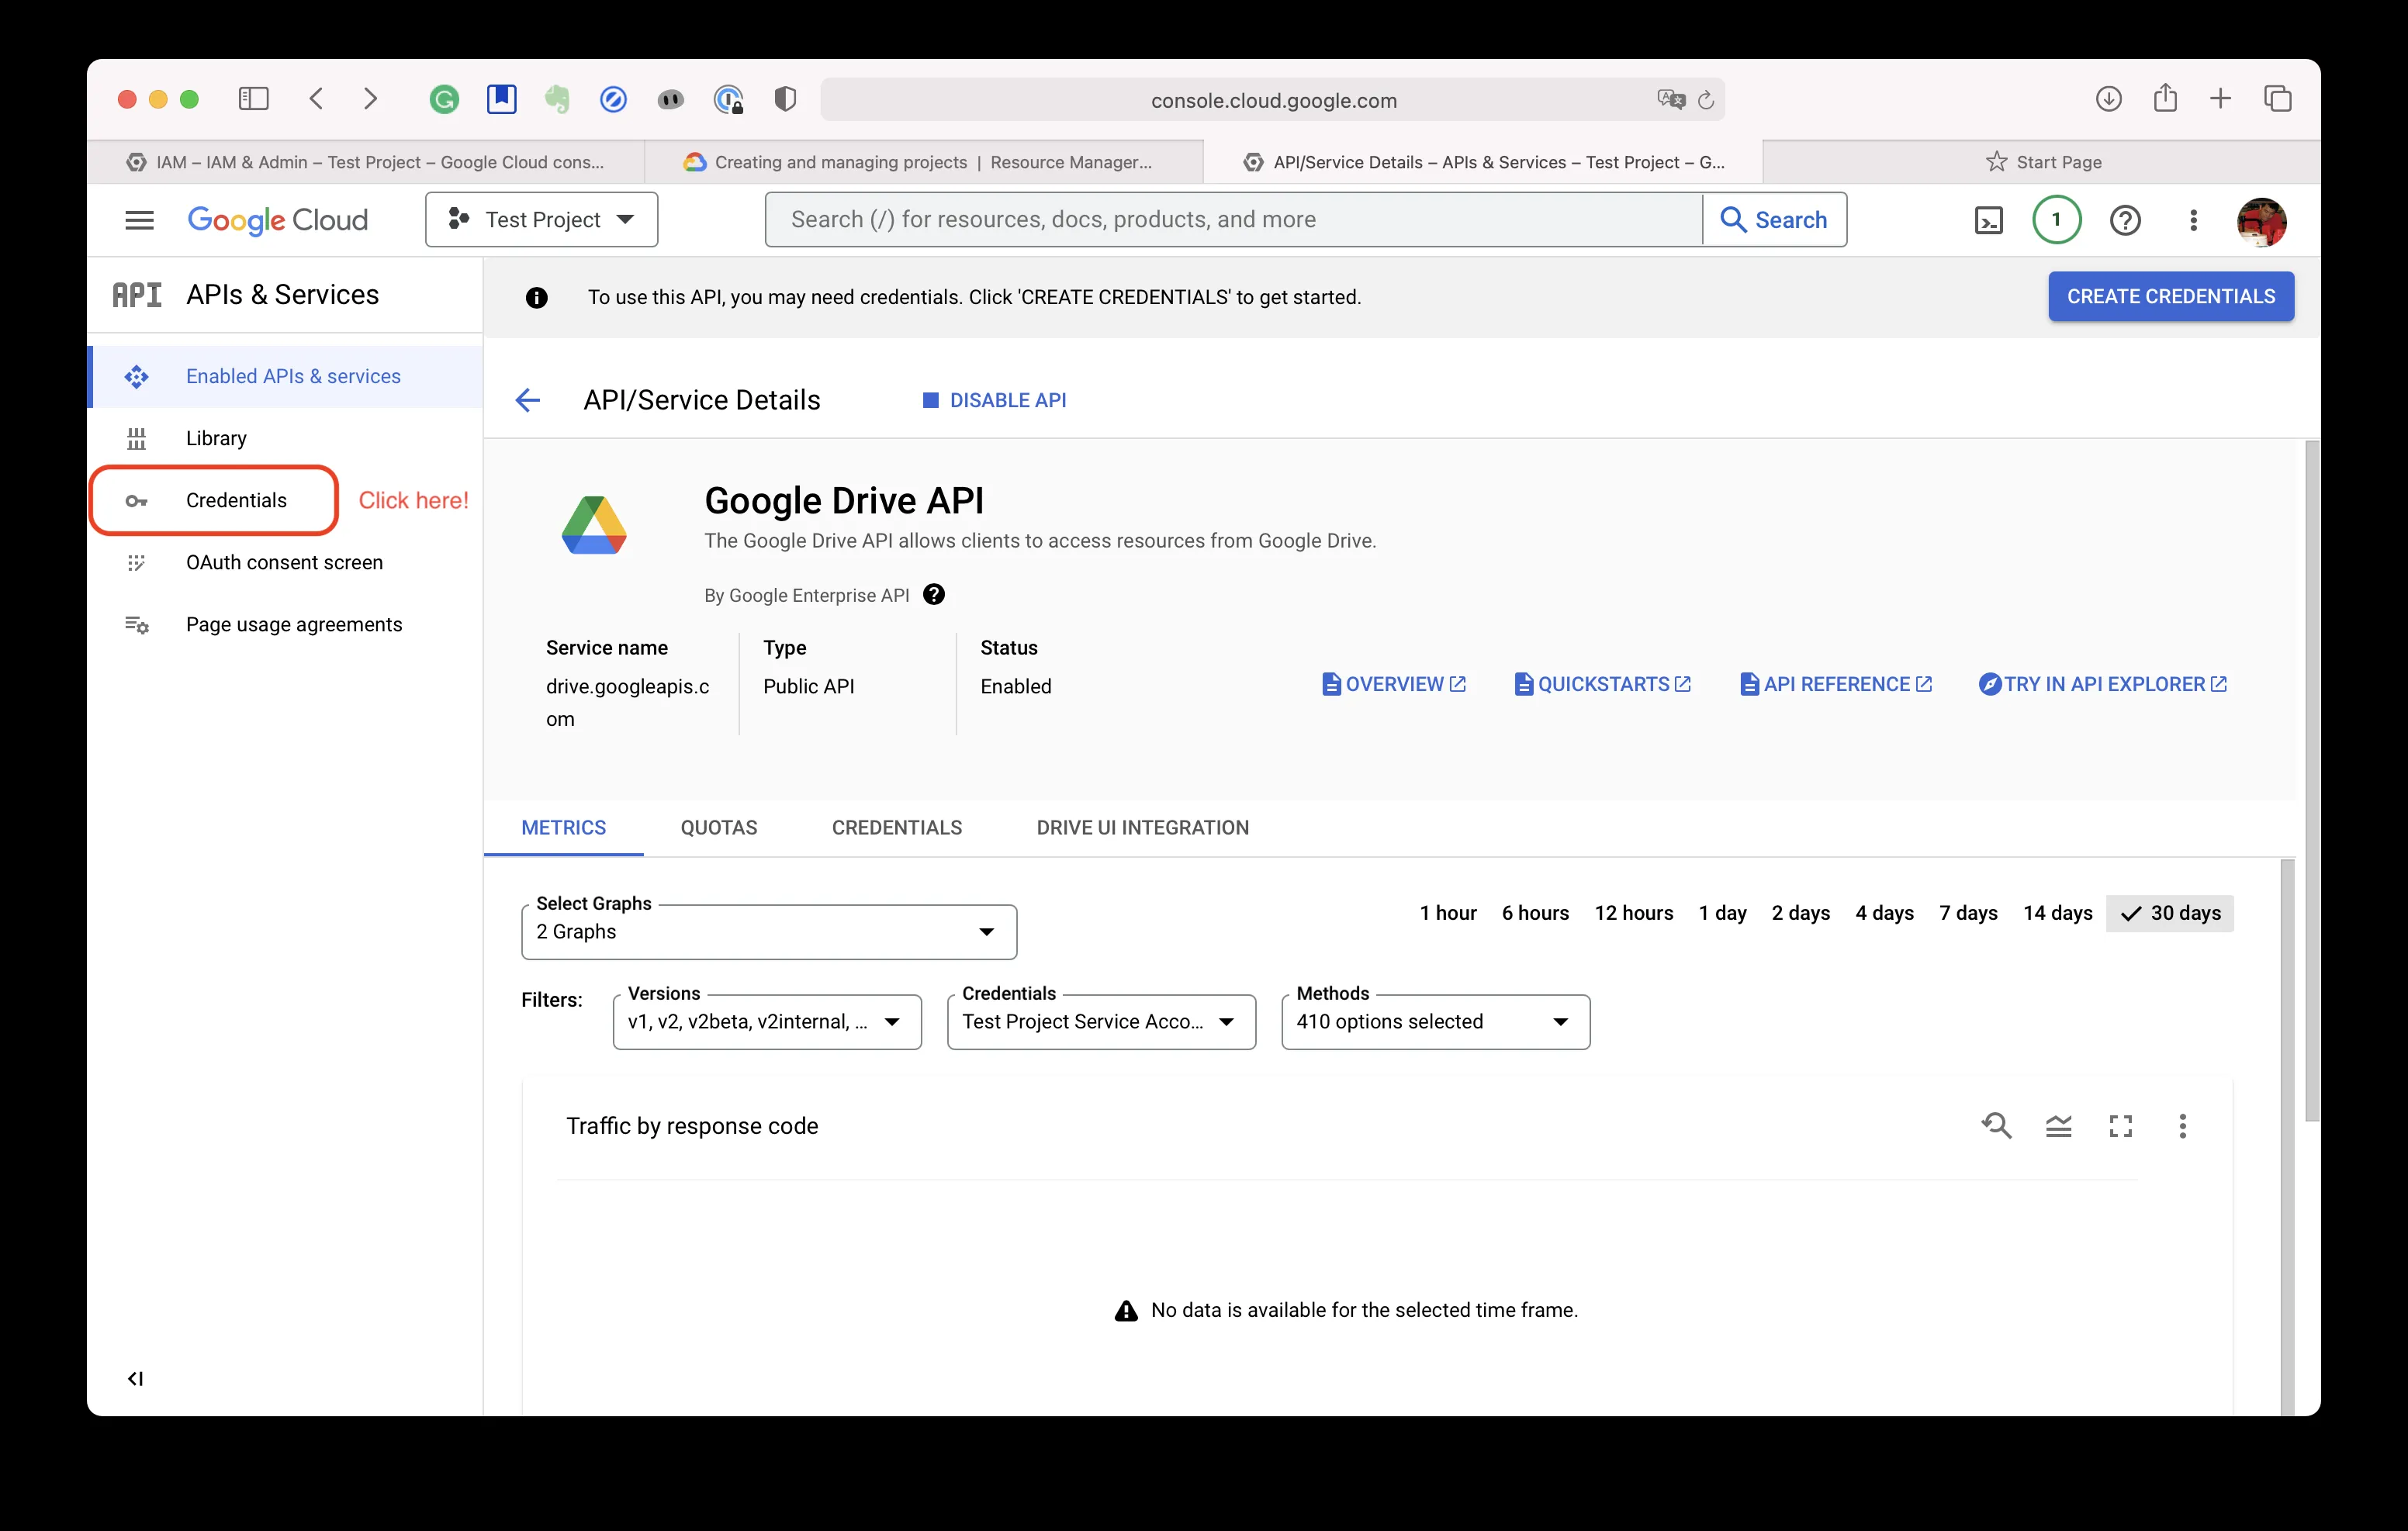 console.cloud.google.com
IAM – IAM & Admin – Test Project – Google Cloud cons...
Creating and managing projects | Resource Manager...
API/Service Details – APIs & Services – Test Project – G...
Start Page
Google Cloud
Test Project
Search (/) for resources, docs, products, and more
Search
1
API APIs & Services
To use this API, you may need credentials. Click 'CREATE CREDENTIALS' to get started.
CREATE CREDENTIALS
Enabled APIs & services
Library
Credentials
Click here!
OAuth consent screen
Page usage agreements
API/Service Details
DISABLE API
Google Drive API
The Google Drive API allows clients to access resources from Google Drive.
By Google Enterprise API
Service name
drive.googleapis.c
om
Type
Public API
Status
Enabled
OVERVIEW
QUICKSTARTS
API REFERENCE
TRY IN API EXPLORER
METRICS
QUOTAS
CREDENTIALS
DRIVE UI INTEGRATION
Select Graphs
2 Graphs
1 hour
6 hours
12 hours
1 day
2 days
4 days
7 days
14 days
30 days
Filters:
Versions
v1, v2, v2beta, v2internal, ...
Credentials
Test Project Service Acco...
Methods
410 options selected
Traffic by response code
No data is available for the selected time frame.